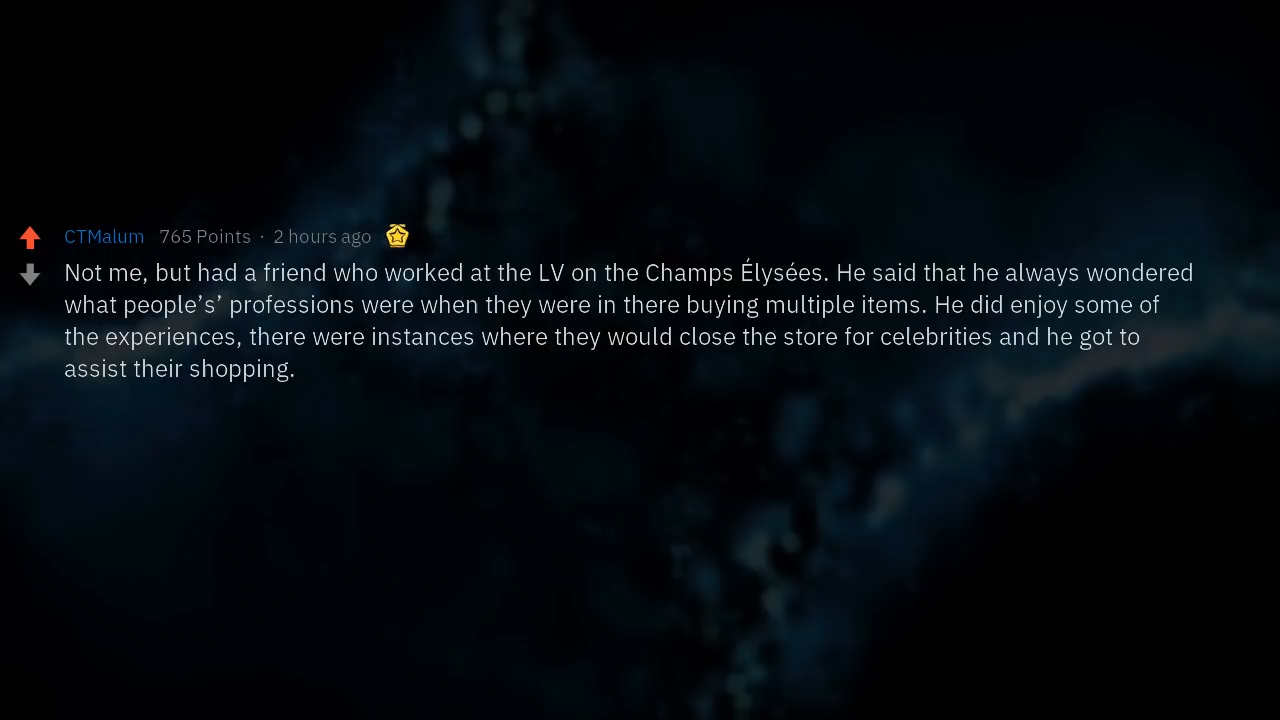 CTMalum 765 Points · 2 hours ago
Not me, but had a friend who worked at the LV on the Champs Élysées. He said that he always wondered
what people’s’ professions were when they were in there buying multiple items. He did enjoy some of
the experiences, there were instances where they would close the store for celebrities and he got to
assist their shopping.